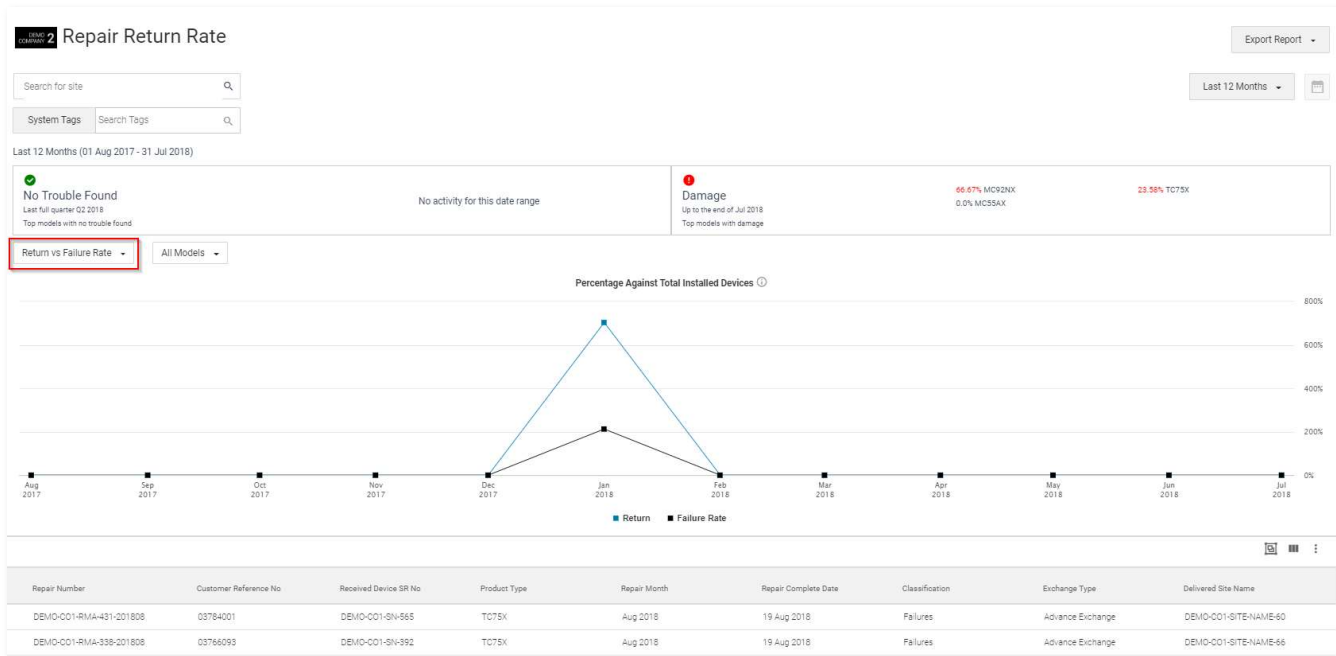 DEMO COMPANY 2 Repair Return Rate
Export Report
Search for site
Last 12 Months
System Tags Search Tags
Last 12 Months (01 Aug 2017 - 31 Jul 2018)
No Trouble Found
Last full quarter Q2 2018
Top models with no trouble found
No activity for this date range
Damage
Up to the end of Jul 2018
Top models with damage
66.67% MC92NX 23.58% TC75X
0.0% MC55AX
Return vs Failure Rate All Models
Percentage Against Total Installed Devices
800%
600%
400%
200%
0%
Aug 2017 Sep 2017 Oct 2017 Nov 2017 Dec 2017 Jan 2018 Feb 2018 Mar 2018 Apr 2018 May 2018 Jun 2018 Jul 2018
Return Failure Rate
Repair Number Customer Reference No Received Device SR No Product Type Repair Month Repair Complete Date Classification Exchange Type Delivered Site Name
DEMO-CO1-RMA-431-201808 03784001 DEMO-CO1-SN-565 TC75X Aug 2018 19 Aug 2018 Failures Advance Exchange DEMO-CO1-SITE-NAME-60
DEMO-CO1-RMA-338-201808 03766093 DEMO-CO1-SN-392 TC75X Aug 2018 19 Aug 2018 Failures Advance Exchange DEMO-CO1-SITE-NAME-66